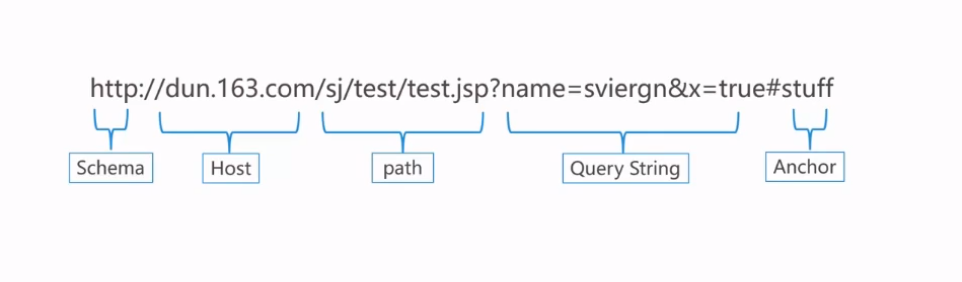 http://dun.163.com/sj/test/test.jsp?name=sviergn&x=true#stuff
Schema Host path Query String Anchor